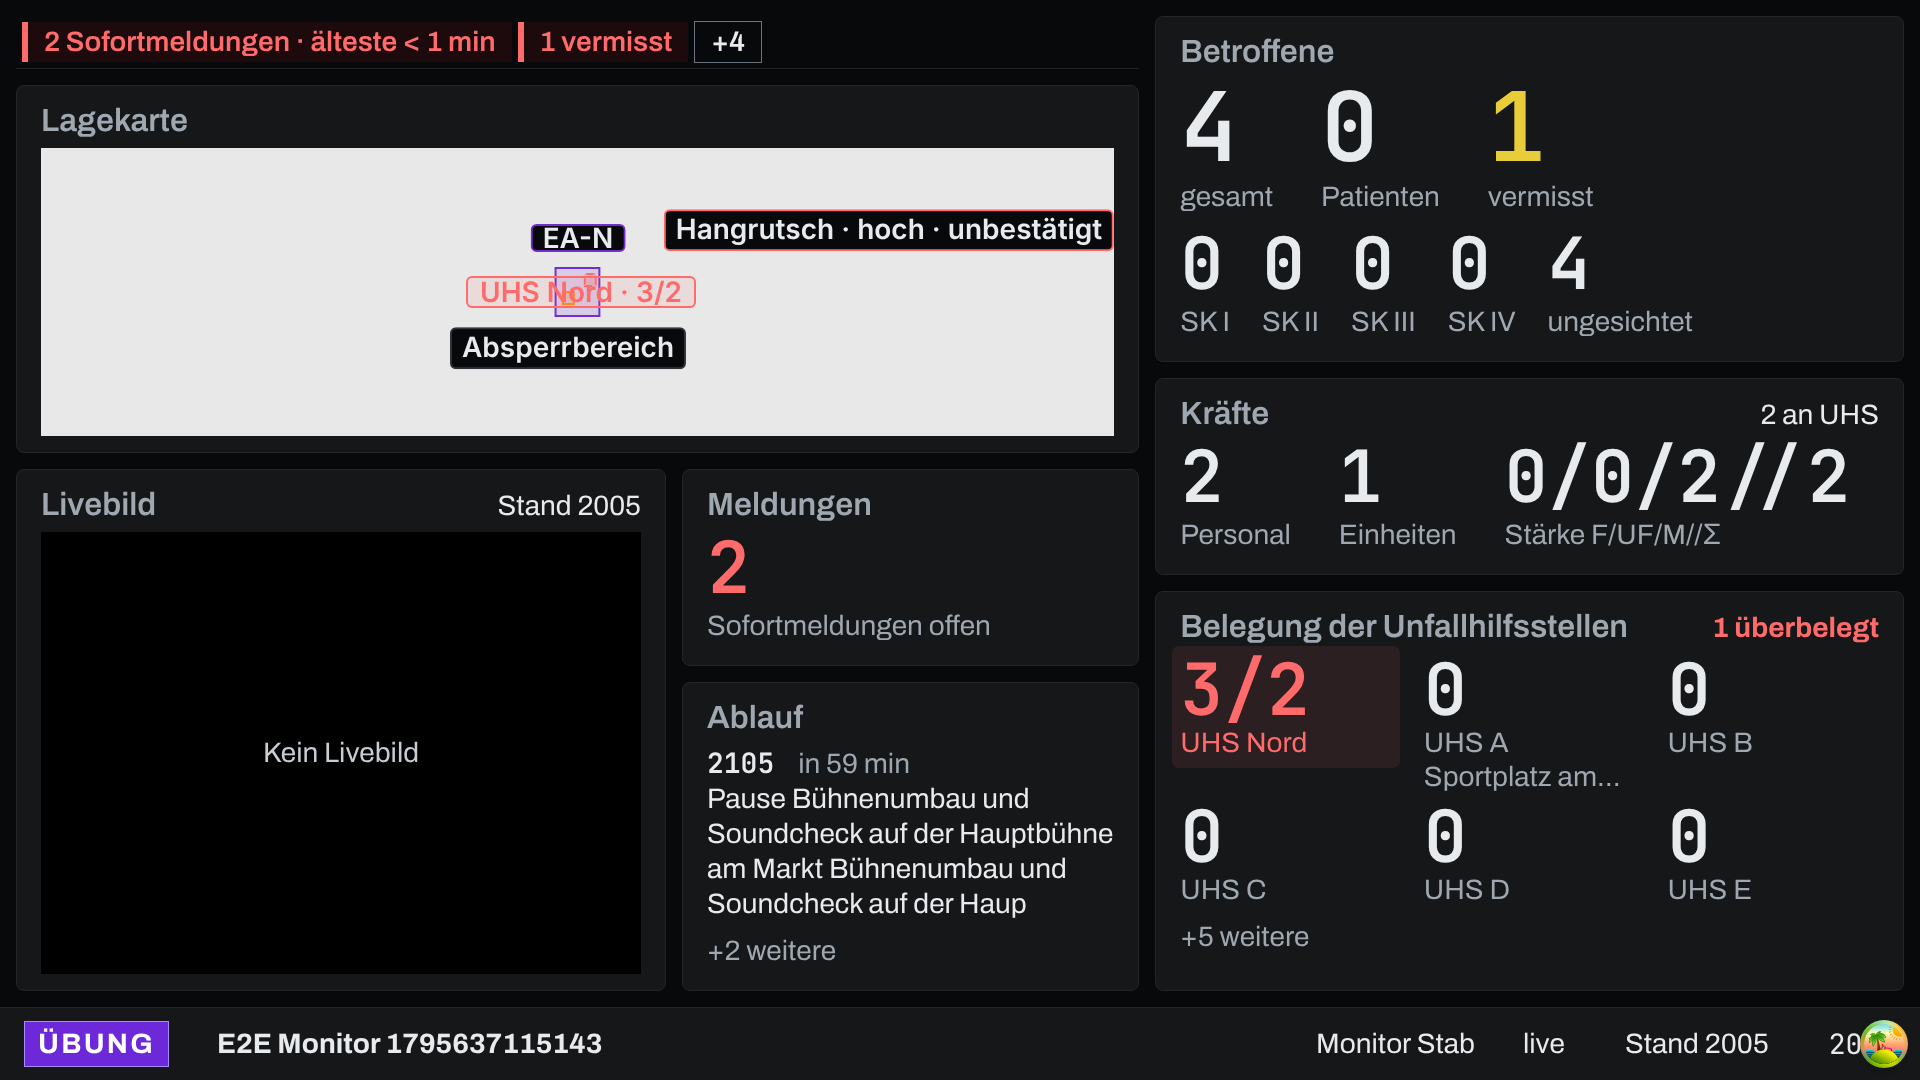 2 Sofortmeldungen · älteste < 1 min
1 vermisst
+4
Lagekarte
EA-N
Hangrutsch · hoch · unbestätigt
UHS Nord · 3/2
Absperrbereich
Livebild
Stand 2005
Kein Livebild
Meldungen
2
Sofortmeldungen offen
Ablauf
2105 in 59 min
Pause Bühnenumbau und
Soundcheck auf der Hauptbühne
am Markt Bühnenumbau und
Soundcheck auf der Haup
+2 weitere
Betroffene
4 0 1
gesamt Patienten vermisst
0 0 0 0 4
SK I SK II SK III SK IV ungesichtet
Kräfte
2 an UHS
2 1 0/0/2//2
Personal Einheiten Stärke F/UF/M//Σ
Belegung der Unfallhilfsstellen
1 überbelegt
3/2 0 0
UHS Nord UHS A UHS B
Sportplatz am…
0 0 0
UHS C UHS D UHS E
+5 weitere
ÜBUNG
E2E Monitor 1795637115143
Monitor Stab
live
Stand 2005